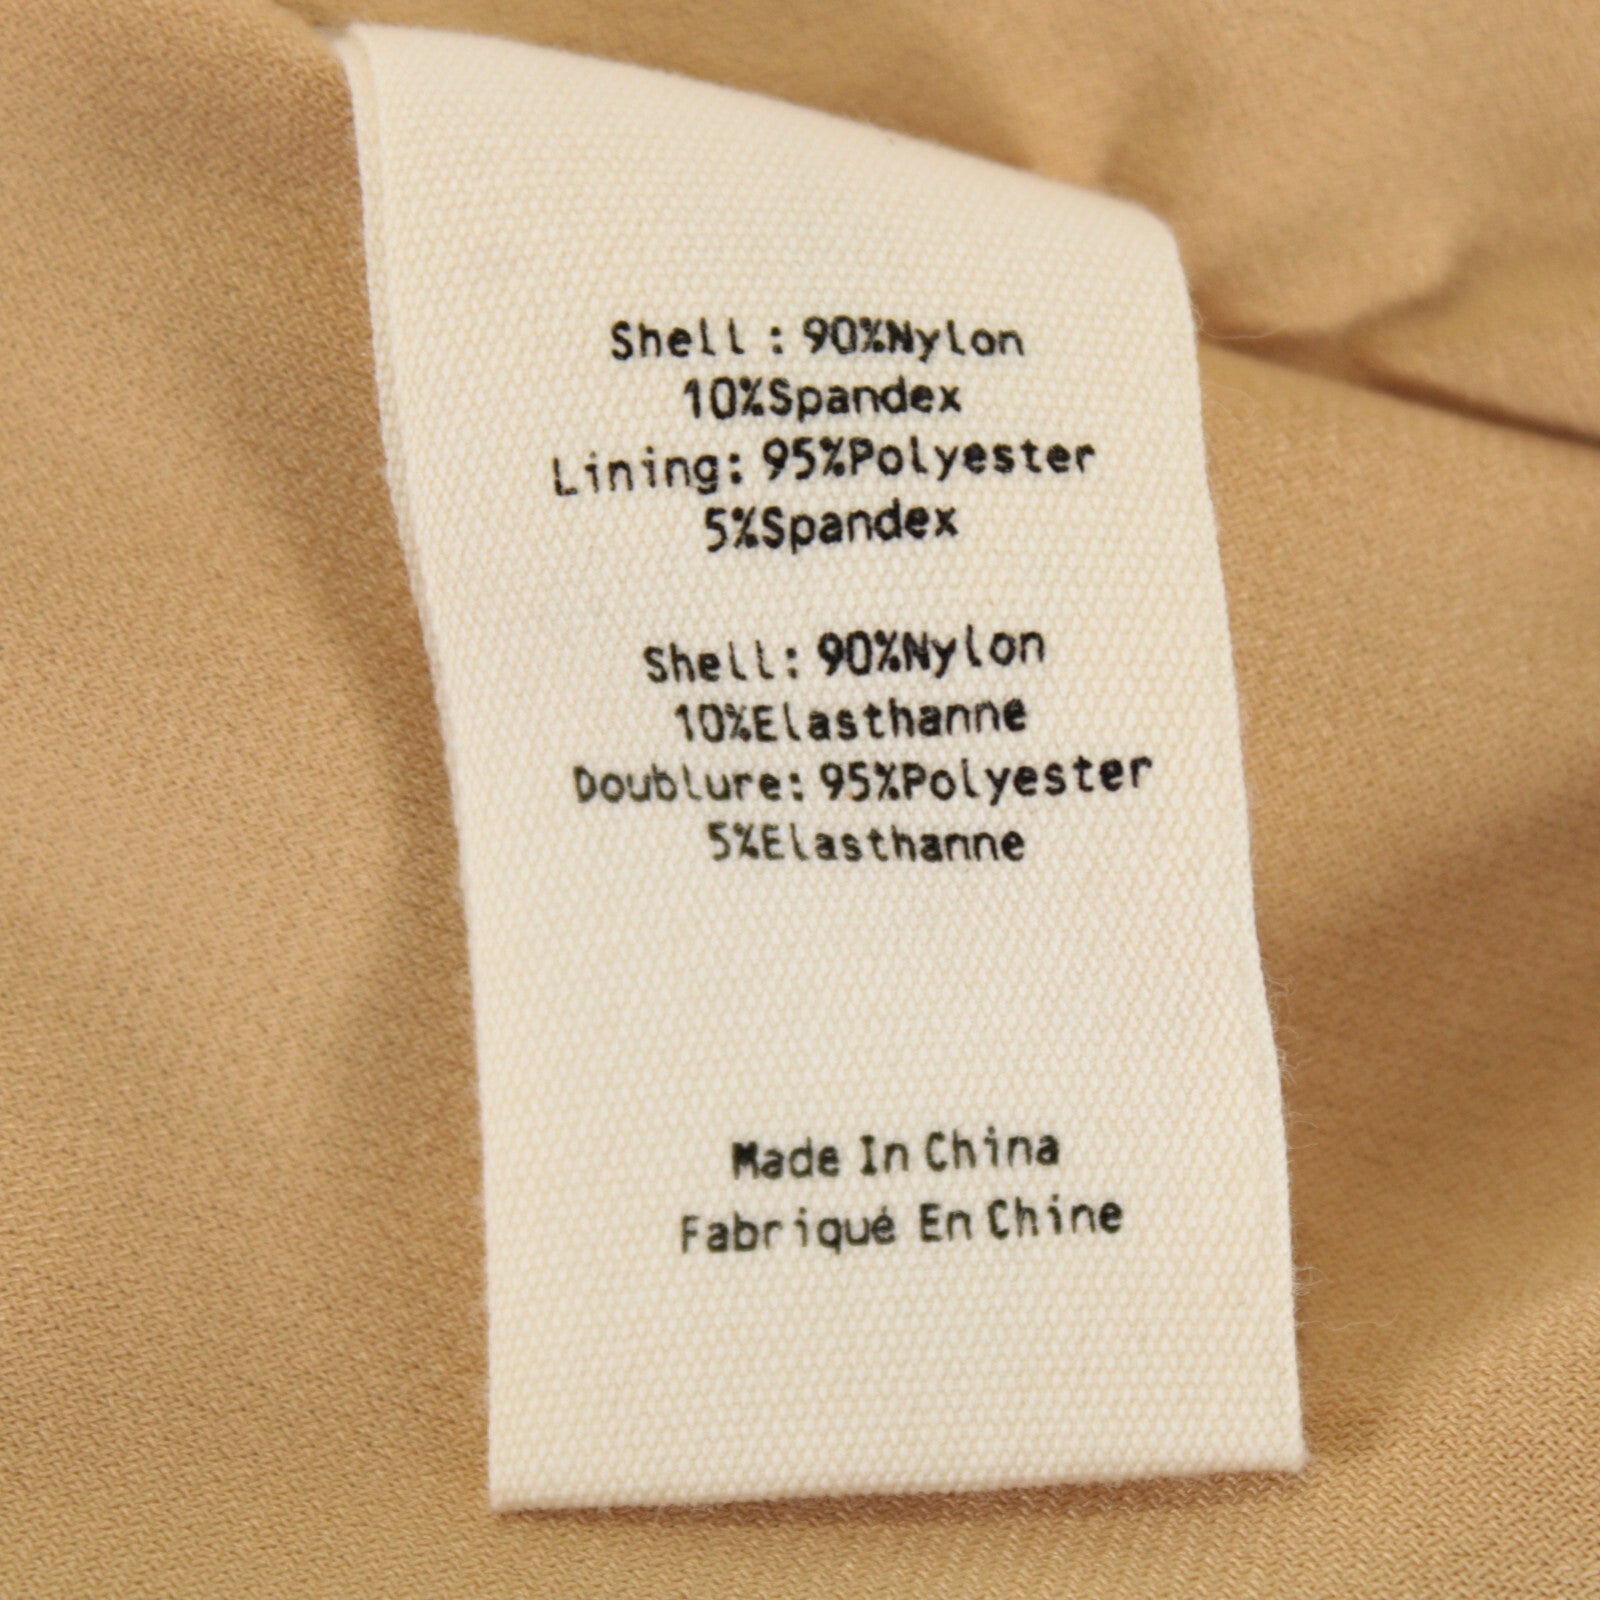 Shell : 90%Nylon
10%Spandex
Lining: 95%Polyester
5%Spandex
Shell: 90%Nylon
10%Elasthanne
Doublure: 95%Polyester
5%Elasthanne
Made In China
Fabriqué En Chine